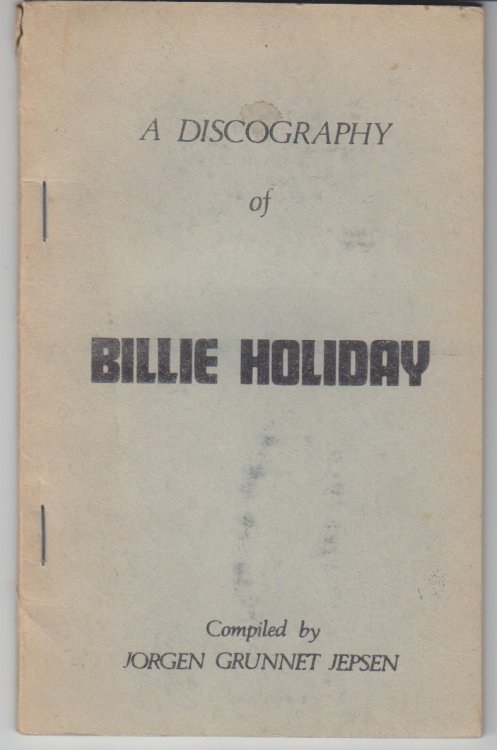 A DISCOGRAPHY
of
BILLIE HOLIDAY
Compiled by
JORGEN GRUNNET JEPSEN